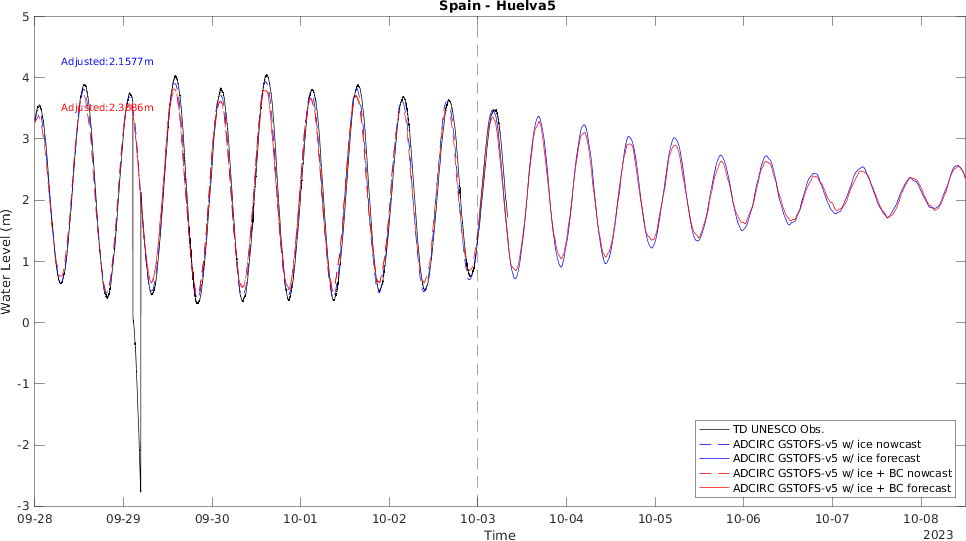 Spain - Huelva5
Water Level (m)
5
4
3
2
1
0
-1
-2
-3
Adjusted:2.1577m
TD UNESCO Obs.
ADCIRC GSTOFS-v5 w/ ice nowcast
ADCIRC GSTOFS-v5 w/ ice forecast
ADCIRC GSTOFS-v5 w/ ice + BC nowcast
ADCIRC GSTOFS-v5 w/ ice + BC forecast
09-28 09-29 09-30 10-01 10-02 10-03 10-04 10-05 10-06 10-07 10-08
Time
2023